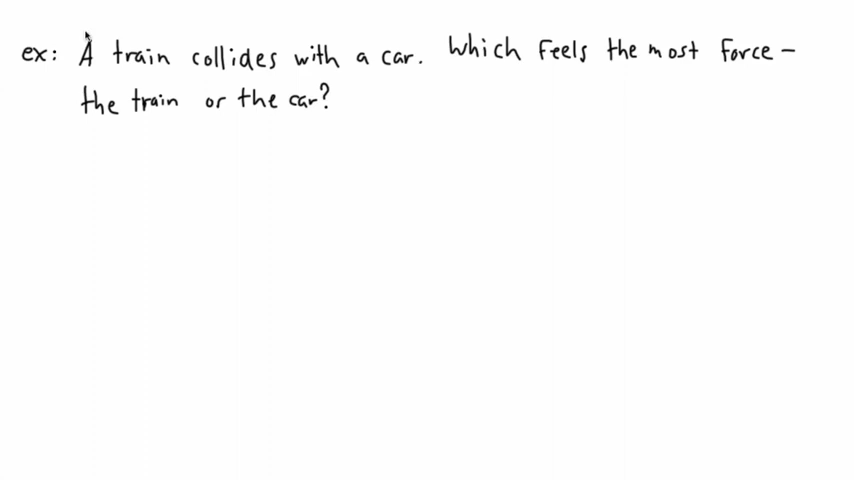 ex: A train collides with a car. Which feels the most force –
the train or the car?